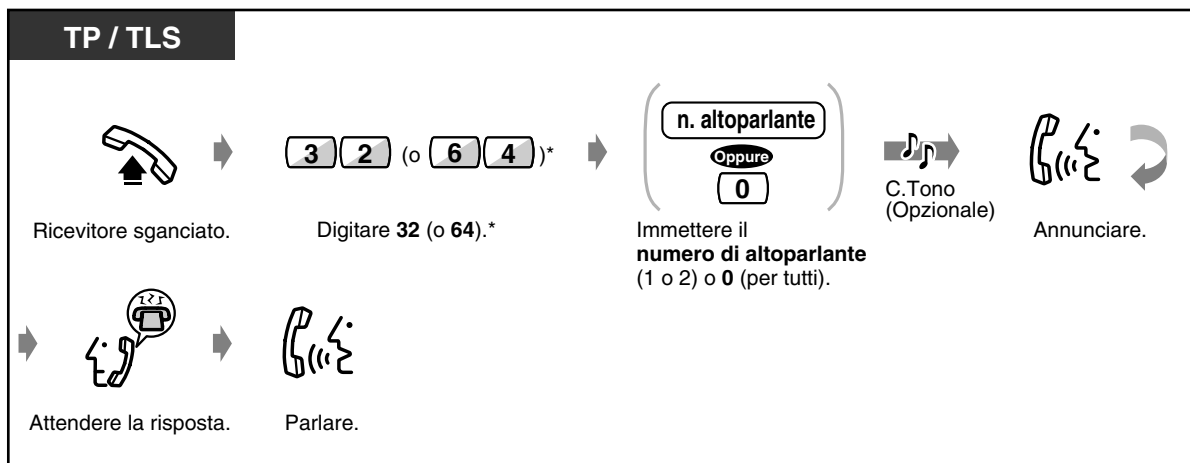 TP / TLS
3 2 (o 6 4)*
n. altoparlante
Oppure
0
C.Tono
(Opzionale)
Ricevitore sganciato.
Digitare 32 (o 64).*
Immettere il
numero di altoparlante
(1 o 2) o 0 (per tutti).
Annunciare.
Attendere la risposta.
Parlare.